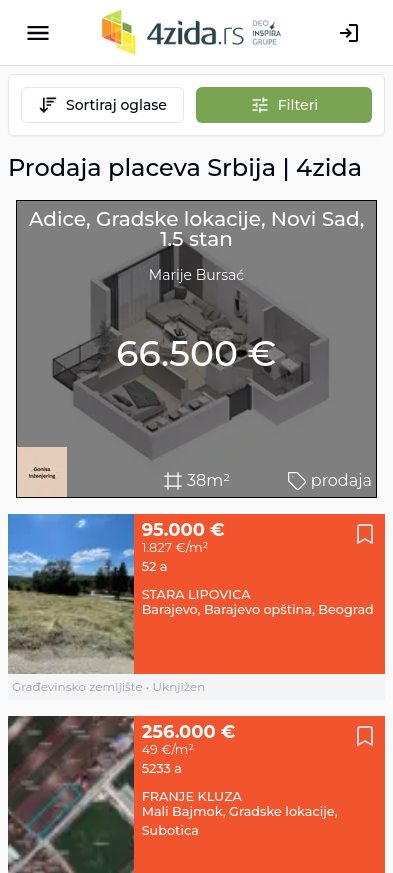 4zida.rs
DEO
INSPIRA
GRUPE
Sortiraj oglase
Filteri
Prodaja placeva Srbija | 4zida
Adice, Gradske lokacije, Novi Sad,
1.5 stan
Marije Bursać
66.500 €
Gonisa
Inženjering
38m²
prodaja
95.000 €
1.827 €/m²
52 a
STARA LIPOVICA
Barajevo, Barajevo opština, Beograd
Građevinsko zemljište • Uknjižen
256.000 €
49 €/m²
5233 a
FRANJE KLUZA
Mali Bajmok, Gradske lokacije,
Subotica